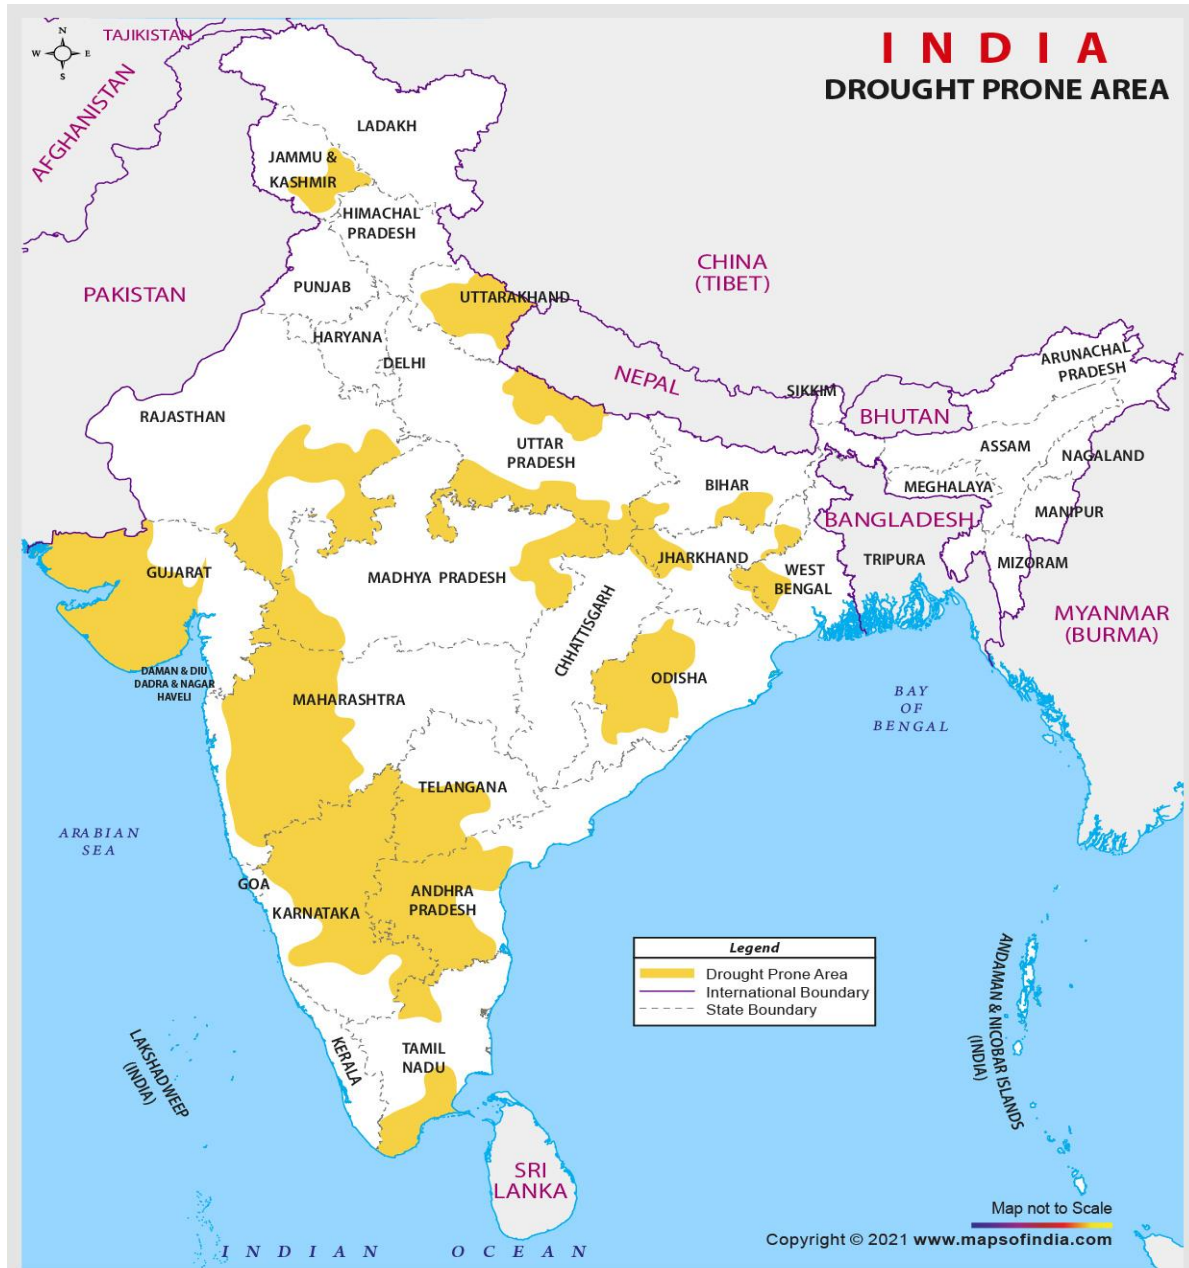 I N D I A
DROUGHT PRONE AREA
N
W E
S
TAJIKISTAN
AFGHANISTAN
LADAKH
JAMMU &
KASHMIR
HIMACHAL
PRADESH
CHINA
(TIBET)
PAKISTAN
PUNJAB
UTTARAKHAND
HARYANA
DELHI
NEPAL
SIKKIM
ARUNACHAL
PRADESH
BHUTAN
RAJASTHAN
UTTAR
PRADESH
ASSAM
NAGALAND
BIHAR
MEGHALAYA
MANIPUR
BANGLADESH
GUJARAT
MADHYA PRADESH
JHARKHAND
WEST
BENGAL
TRIPURA
MIZORAM
MYANMAR
(BURMA)
CHHATTISGARH
DAMAN & DIU
DADRA & NAGAR
HAVELI
MAHARASHTRA
ODISHA
BAY
OF
BENGAL
TELANGANA
ARABIAN
SEA
GOA
KARNATAKA
ANDHRA
PRADESH
Legend
Drought Prone Area
International Boundary
State Boundary
ANDAMAN & NICOBAR ISLANDS
(INDIA)
LAKSHADWEEP
(INDIA)
KERALA
TAMIL
NADU
SRI
LANKA
Map not to Scale
Copyright © 2021 www.mapsofindia.com
I N D I A N O C E A N